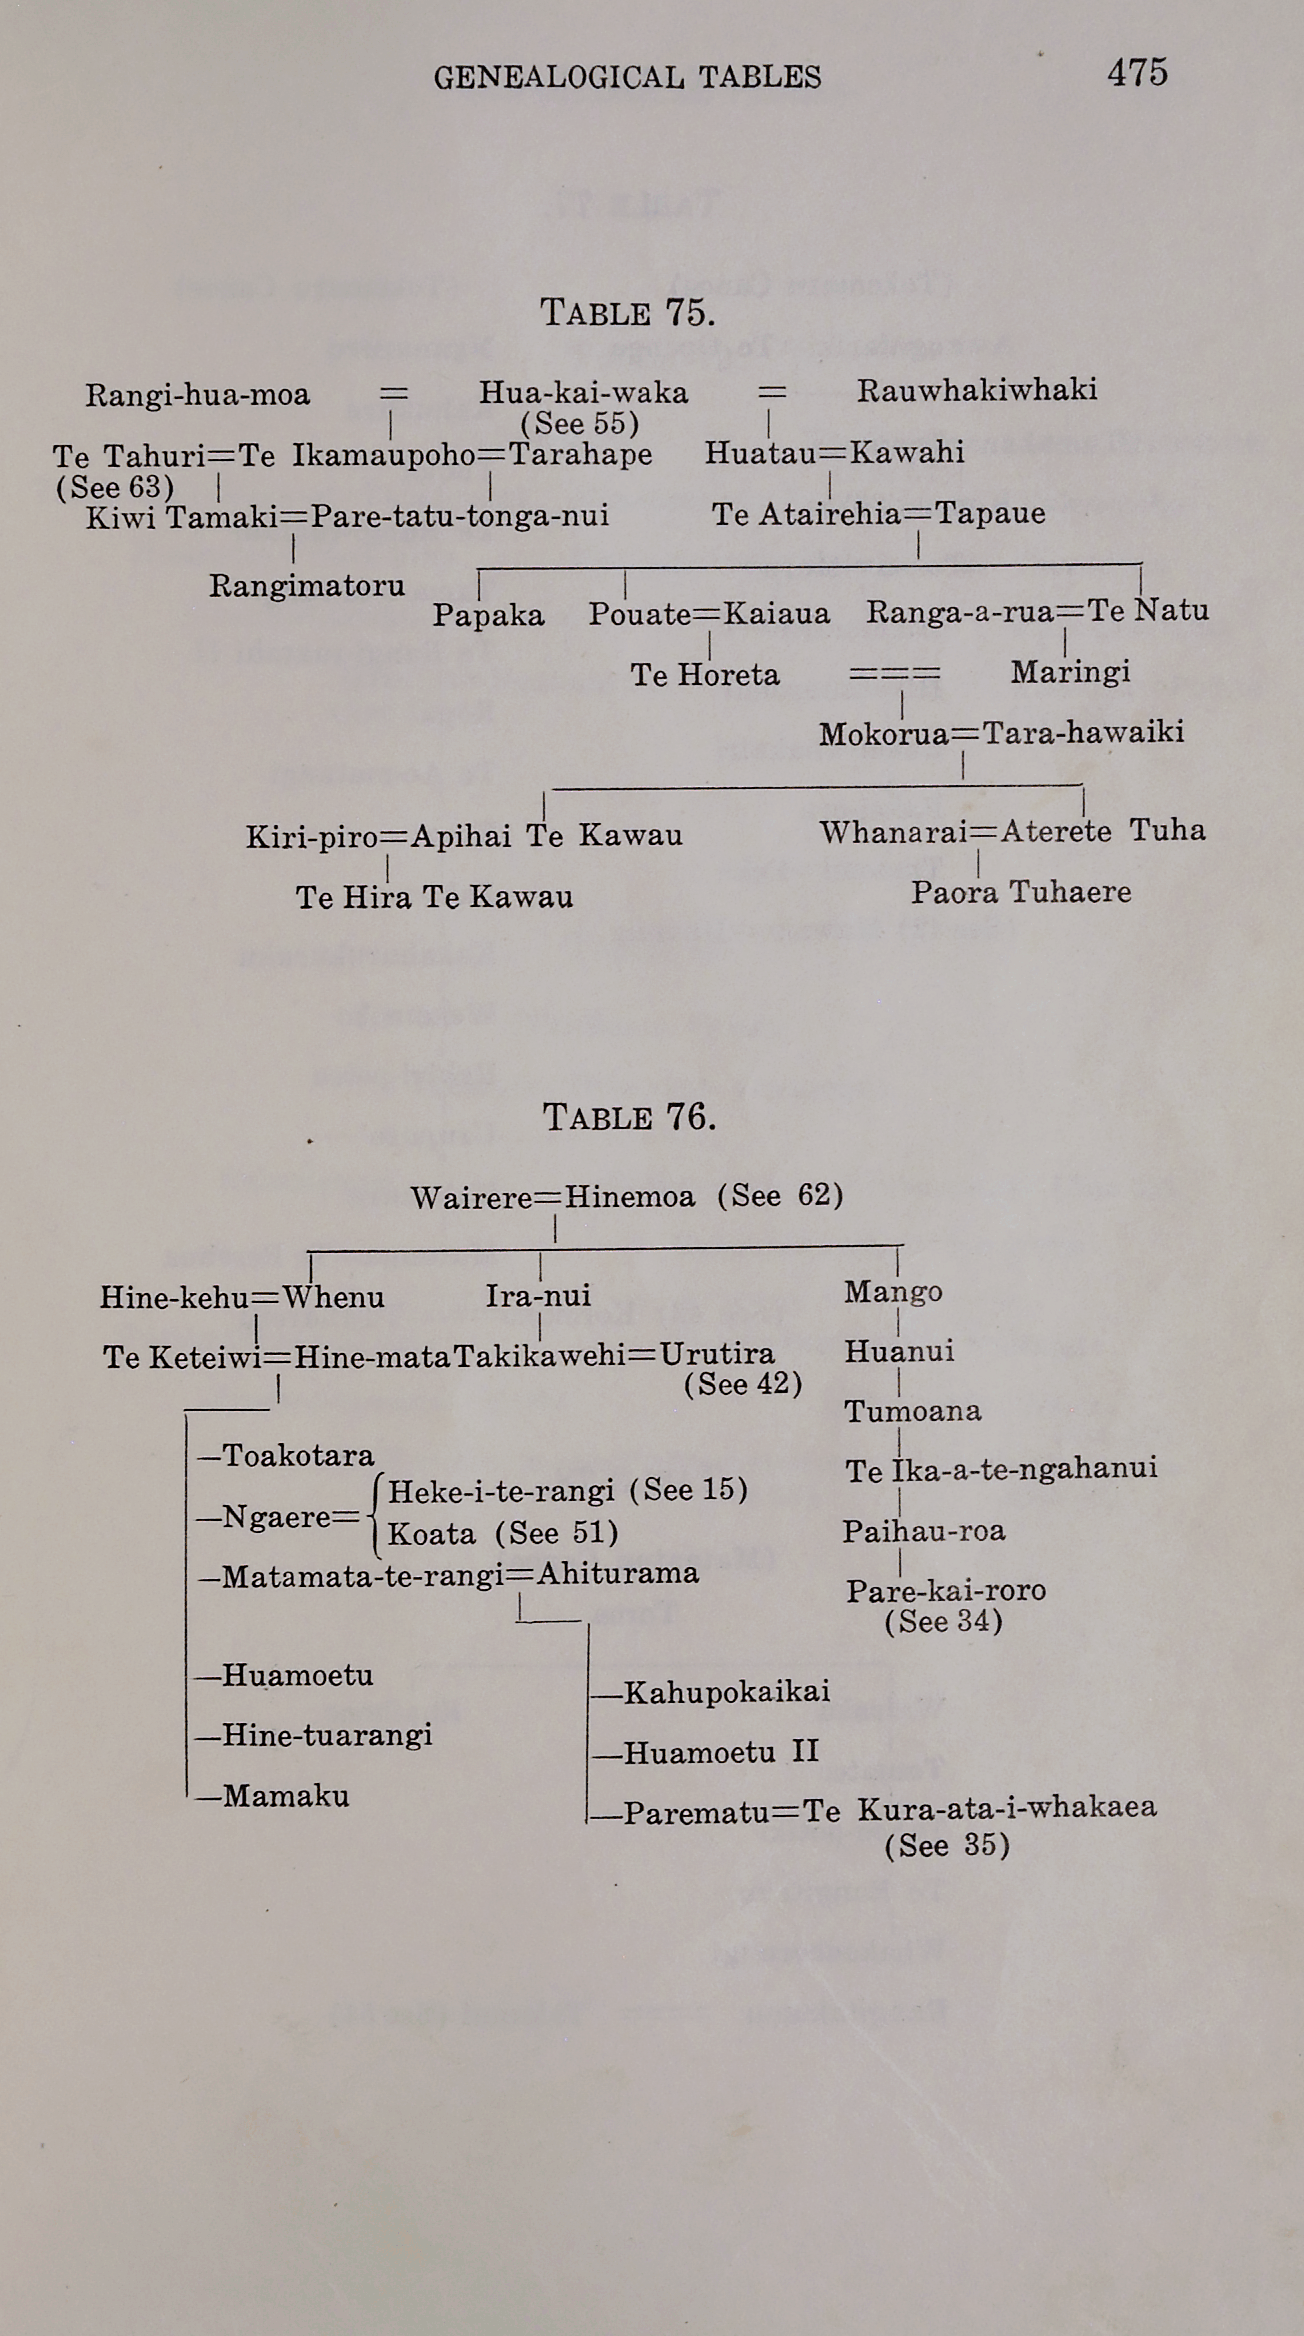 GENEALOGICAL TABLES 475
TABLE 75.
Rangi-hua-moa = Hua-kai-waka = Rauwhakiwhaki
(See 55)
Te Tahuri=Te Ikamaupoho=Tarahape Huatau=Kawahi
(See 63)
Kiwi Tamaki=Pare-tatu-tonga-nui Te Atairehia=Tapaue
Rangimatoru
Papaka Pouate=Kaiaua Ranga-a-rua=Te Natu
Te Horeta === Maringi
Mokorua=Tara-hawaiki
Kiri-piro=Apihai Te Kawau Whanarai=Aterete Tuha
Te Hira Te Kawau Paora Tuhaere
TABLE 76.
Wairere=Hinemoa (See 62)
Hine-kehu=Whenu Ira-nui Mango
Te Keteiwi=Hine-mata Takikawehi=Urutira Huanui
(See 42)
Tumoana
—Toakotara
Te Ika-a-te-ngahanui
Heke-i-te-rangi (See 15)
—Ngaere={
Koata (See 51) Paihau-roa
—Matamata-te-rangi=Ahiturama
Pare-kai-roro
(See 34)
—Huamoetu
—Kahupokaikai
—Hine-tuarangi
—Huamoetu II
—Mamaku
—Parematu=Te Kura-ata-i-whakaea
(See 35)